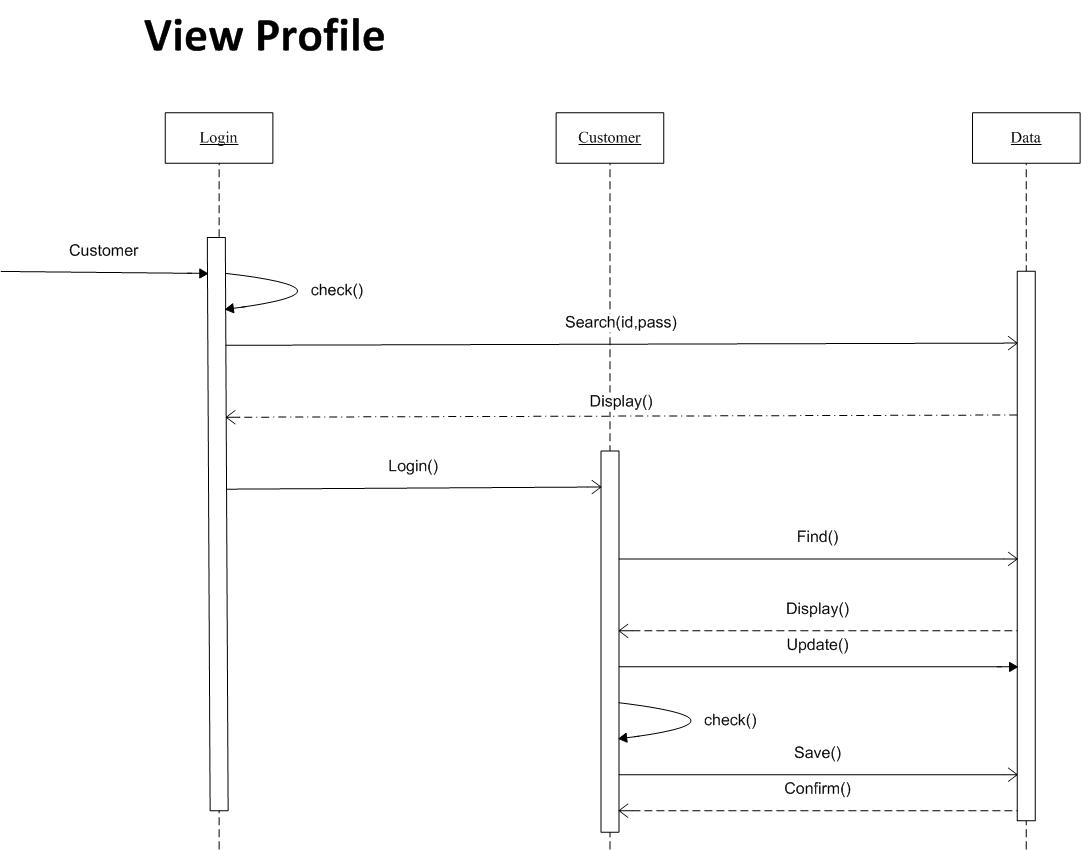 View Profile
Login
Customer
Data
Customer
check()
Search(id,pass)
Display()
Login()
Find()
Display()
Update()
check()
Save()
Confirm()